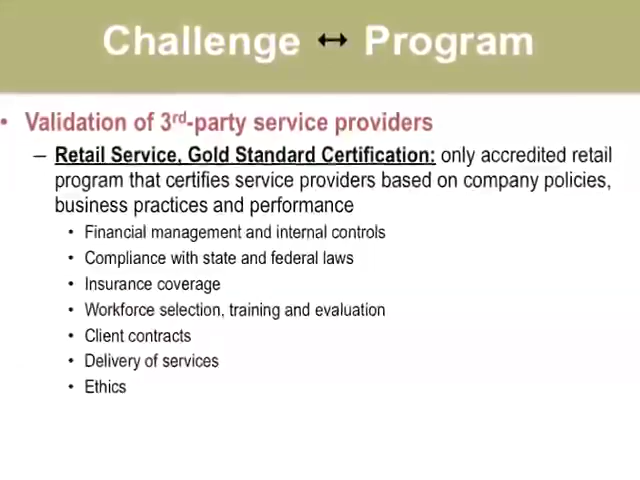 Challenge ↔ Program
• Validation of 3rd-party service providers
– Retail Service, Gold Standard Certification: only accredited retail
program that certifies service providers based on company policies,
business practices and performance
• Financial management and internal controls
• Compliance with state and federal laws
• Insurance coverage
• Workforce selection, training and evaluation
• Client contracts
• Delivery of services
• Ethics